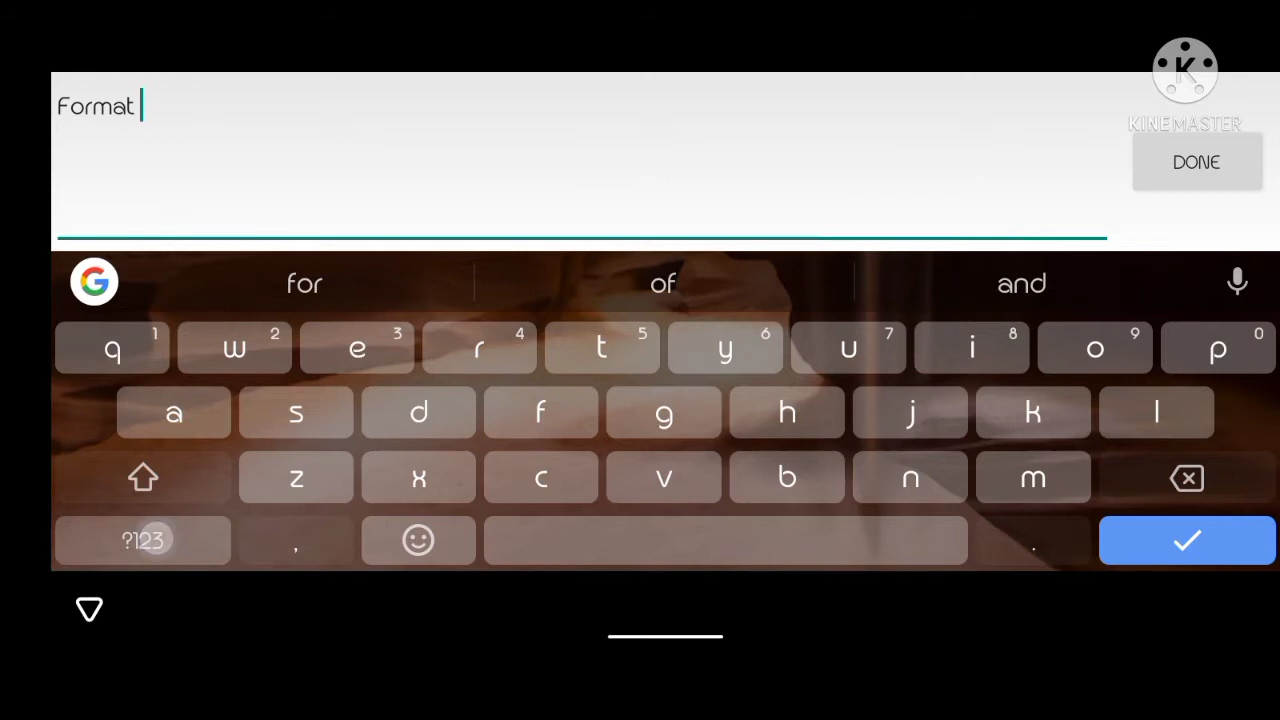 Format
K
KINEMASTER
DONE
G for of and
q 1 w 2 e 3 r 4 t 5 y 6 u 7 i 8 o 9 p 0
a s d f g h j k l
z x c v b n m
?123 , .